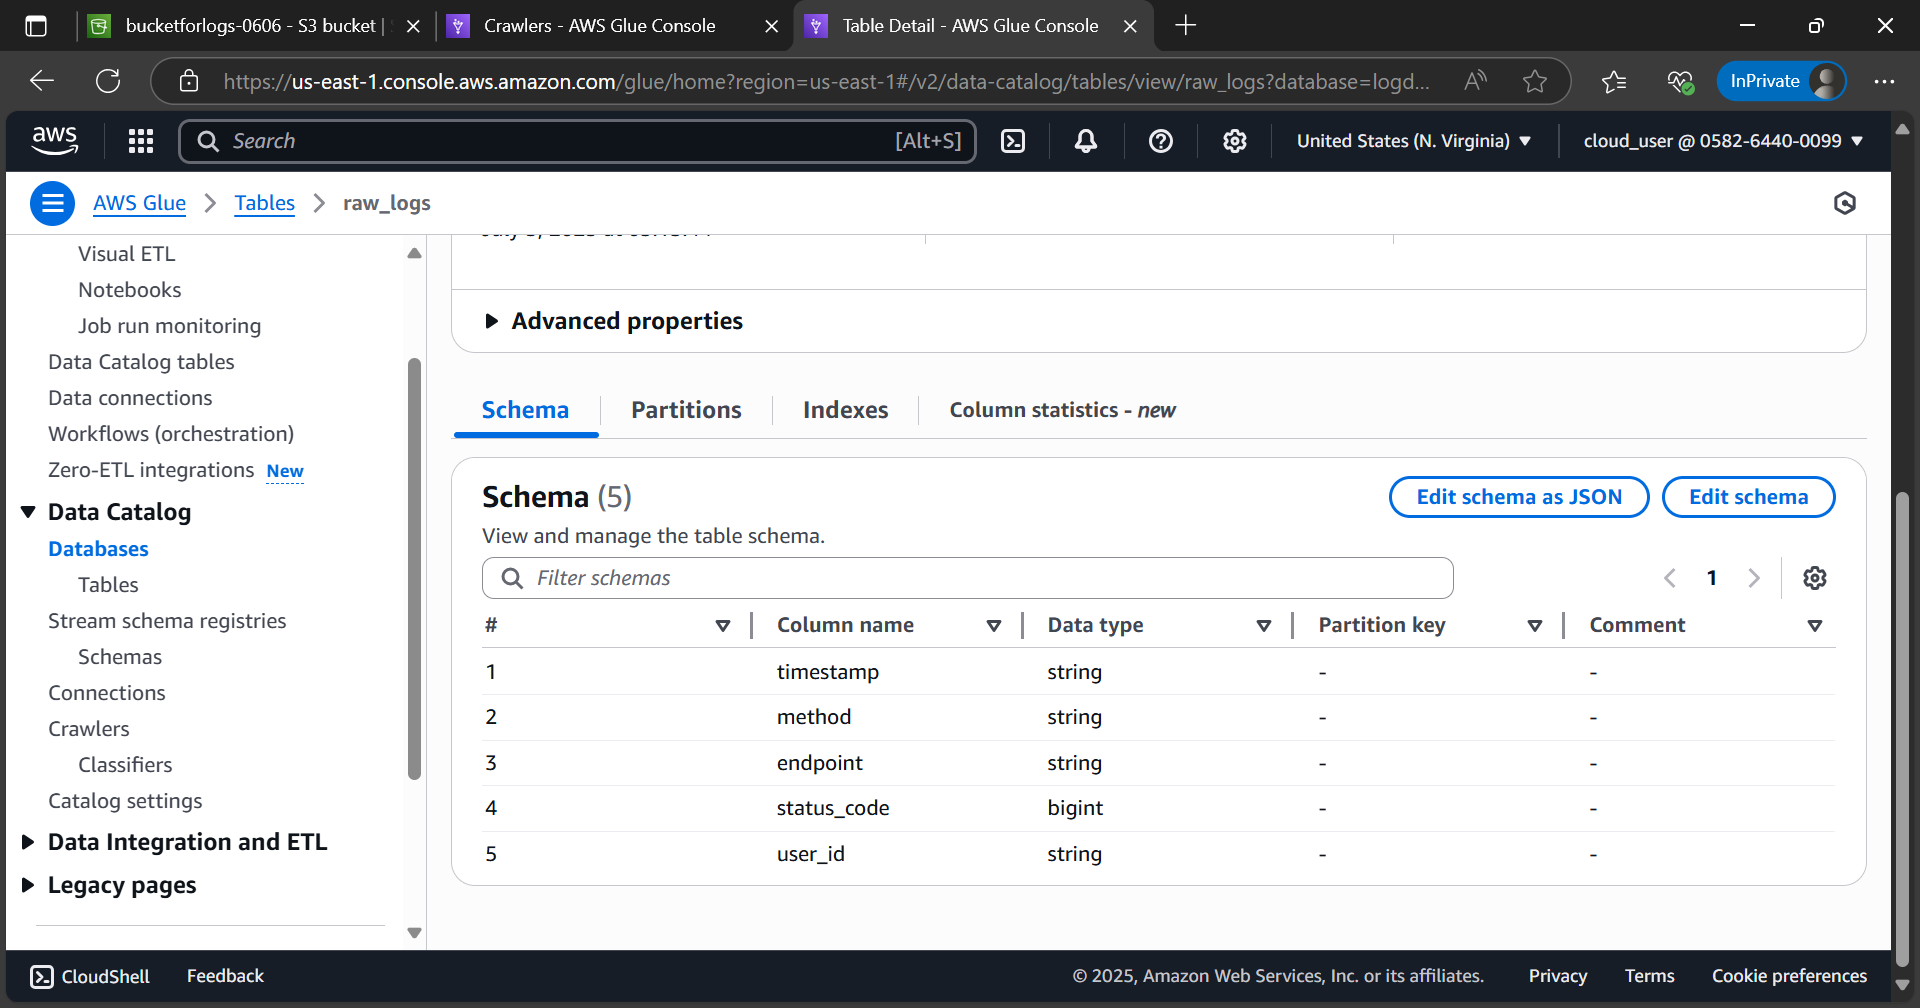 bucketforlogs-0606 - S3 bucket |
Crawlers - AWS Glue Console
Table Detail - AWS Glue Console
https://us-east-1.console.aws.amazon.com/glue/home?region=us-east-1#/v2/data-catalog/tables/view/raw_logs?database=logd...
InPrivate
aws
Search
[Alt+S]
United States (N. Virginia)
cloud_user @ 0582-6440-0099
AWS Glue > Tables > raw_logs
Visual ETL
Notebooks
Job run monitoring
Data Catalog tables
Data connections
Workflows (orchestration)
Zero-ETL integrations New
Data Catalog
Databases
Tables
Stream schema registries
Schemas
Connections
Crawlers
Classifiers
Catalog settings
Data Integration and ETL
Legacy pages
Advanced properties
Schema
Partitions
Indexes
Column statistics - new
Schema (5)
Edit schema as JSON
Edit schema
View and manage the table schema.
Filter schemas
1
# Column name Data type Partition key Comment
1 timestamp string - -
2 method string - -
3 endpoint string - -
4 status_code bigint - -
5 user_id string - -
CloudShell
Feedback
© 2025, Amazon Web Services, Inc. or its affiliates.
Privacy
Terms
Cookie preferences